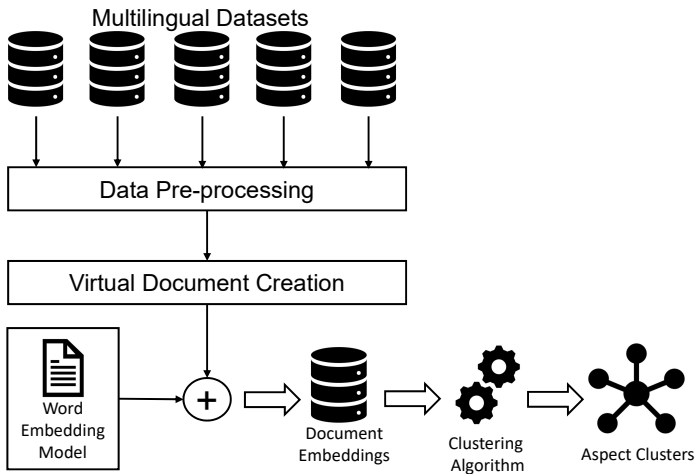 Multilingual Datasets
Data Pre-processing
Virtual Document Creation
Word
Embedding
Model
+
Document
Embeddings
Clustering
Algorithm
Aspect Clusters